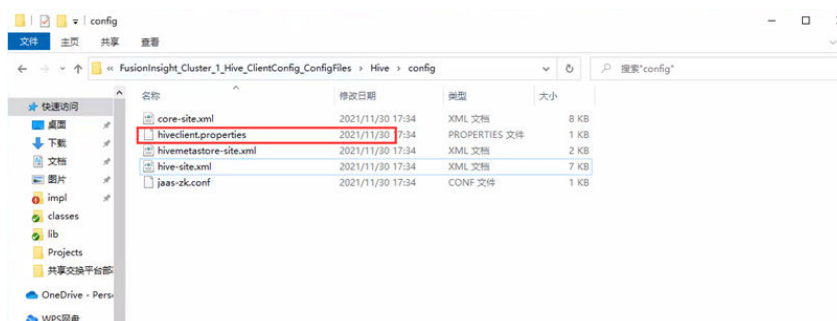 config
文件 主页 共享 查看
« FusionInsight_Cluster_1_Hive_ClientConfig_ConfigFiles › Hive › config
搜索"config"
名称 修改日期 类型 大小
快速访问
core-site.xml 2021/11/30 17:34 XML 文档 8 KB
桌面
hiveclient.properties 2021/11/30 17:34 PROPERTIES 文件 1 KB
下载
hivemetastore-site.xml 2021/11/30 17:34 XML 文档 2 KB
文档
hive-site.xml 2021/11/30 17:34 XML 文档 7 KB
图片
jaas-zk.conf 2021/11/30 17:34 CONF 文件 1 KB
impl
classes
lib
Projects
共享交换平台部
OneDrive - Pers
WPS网盘